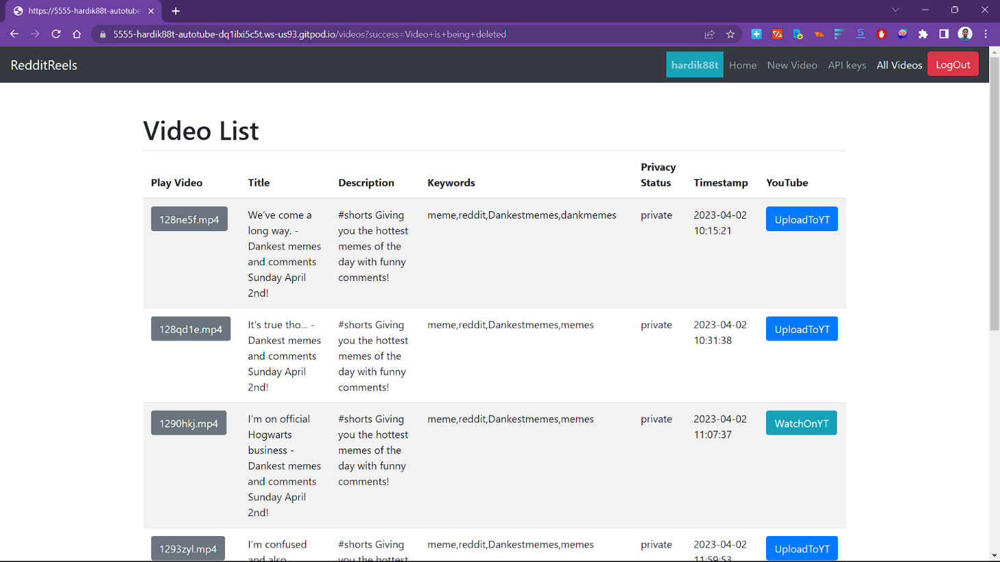 https://5555-hardik88t-autotube
5555-hardik88t-autotube-dq1ilxi5c5t.ws-us93.gitpod.io/videos?success=Video+is+being+deleted
RedditReels
hardik88t Home New Video API keys All Videos LogOut
Video List
Play Video Title Description Keywords Privacy Status Timestamp YouTube
128ne5f.mp4
We've come a
long way. -
Dankest memes
and comments
Sunday April
2nd!
#shorts Giving
you the hottest
memes of the
day with funny
comments!
meme,reddit,Dankestmemes,dankmemes
private
2023-04-02
10:15:21
UploadToYT
128qd1e.mp4
It's true tho... -
Dankest memes
and comments
Sunday April
2nd!
#shorts Giving
you the hottest
memes of the
day with funny
comments!
meme,reddit,Dankestmemes,memes
private
2023-04-02
10:31:38
UploadToYT
1290hkj.mp4
I'm on official
Hogwarts
business -
Dankest memes
and comments
Sunday April
2nd!
#shorts Giving
you the hottest
memes of the
day with funny
comments!
meme,reddit,Dankestmemes,memes
private
2023-04-02
11:07:37
WatchOnYT
1293zyl.mp4
I'm confused
and also
#shorts Giving
you the hottest
meme,reddit,Dankestmemes,memes
private
2023-04-02
11:59:53
UploadToYT